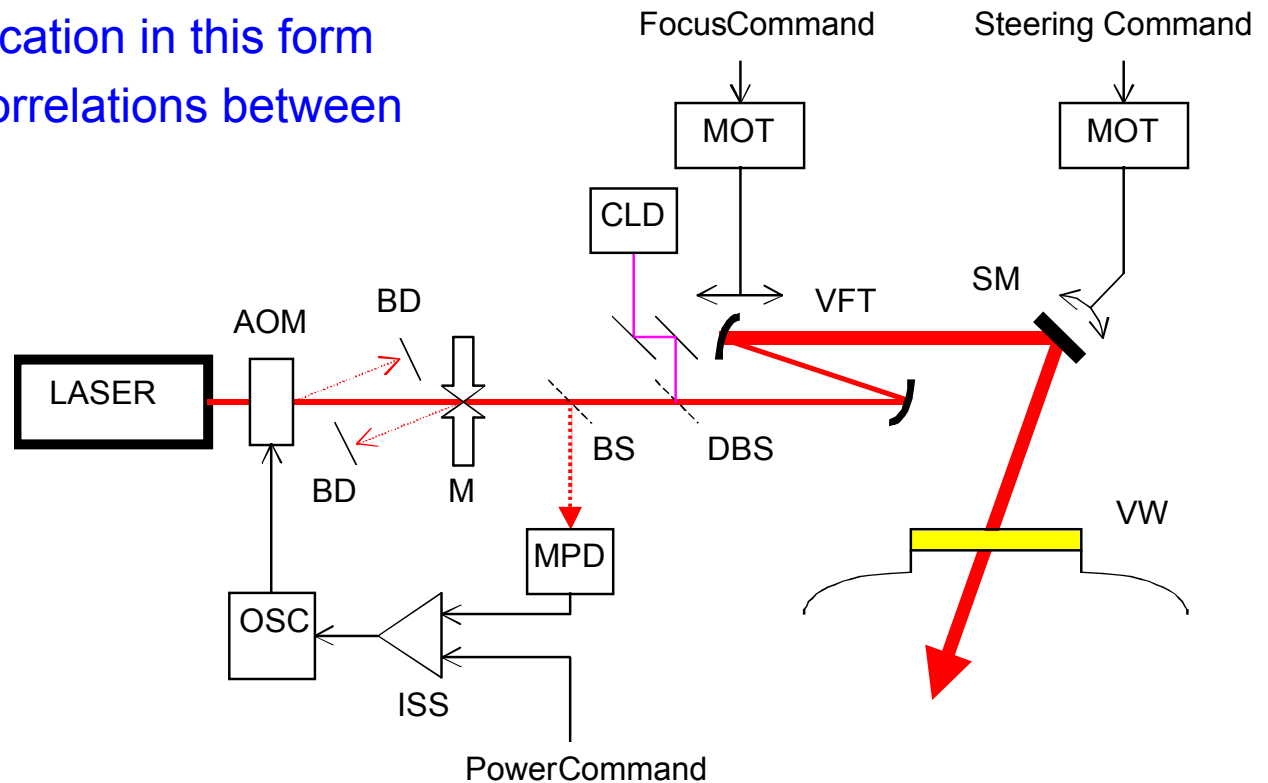 cation in this form
orrelations between
FocusCommand
Steering Command
MOT
MOT
CLD
SM
VFT
BD
AOM
LASER
BS
DBS
BD
M
VW
MPD
OSC
ISS
PowerCommand